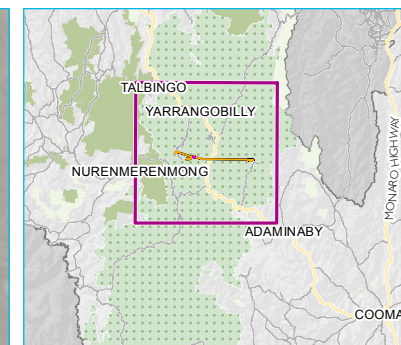 TALBINGO
YARRANGOBILLY
NURENMERENMONG
MONARO HIGHWAY
ADAMINABY
COOMA